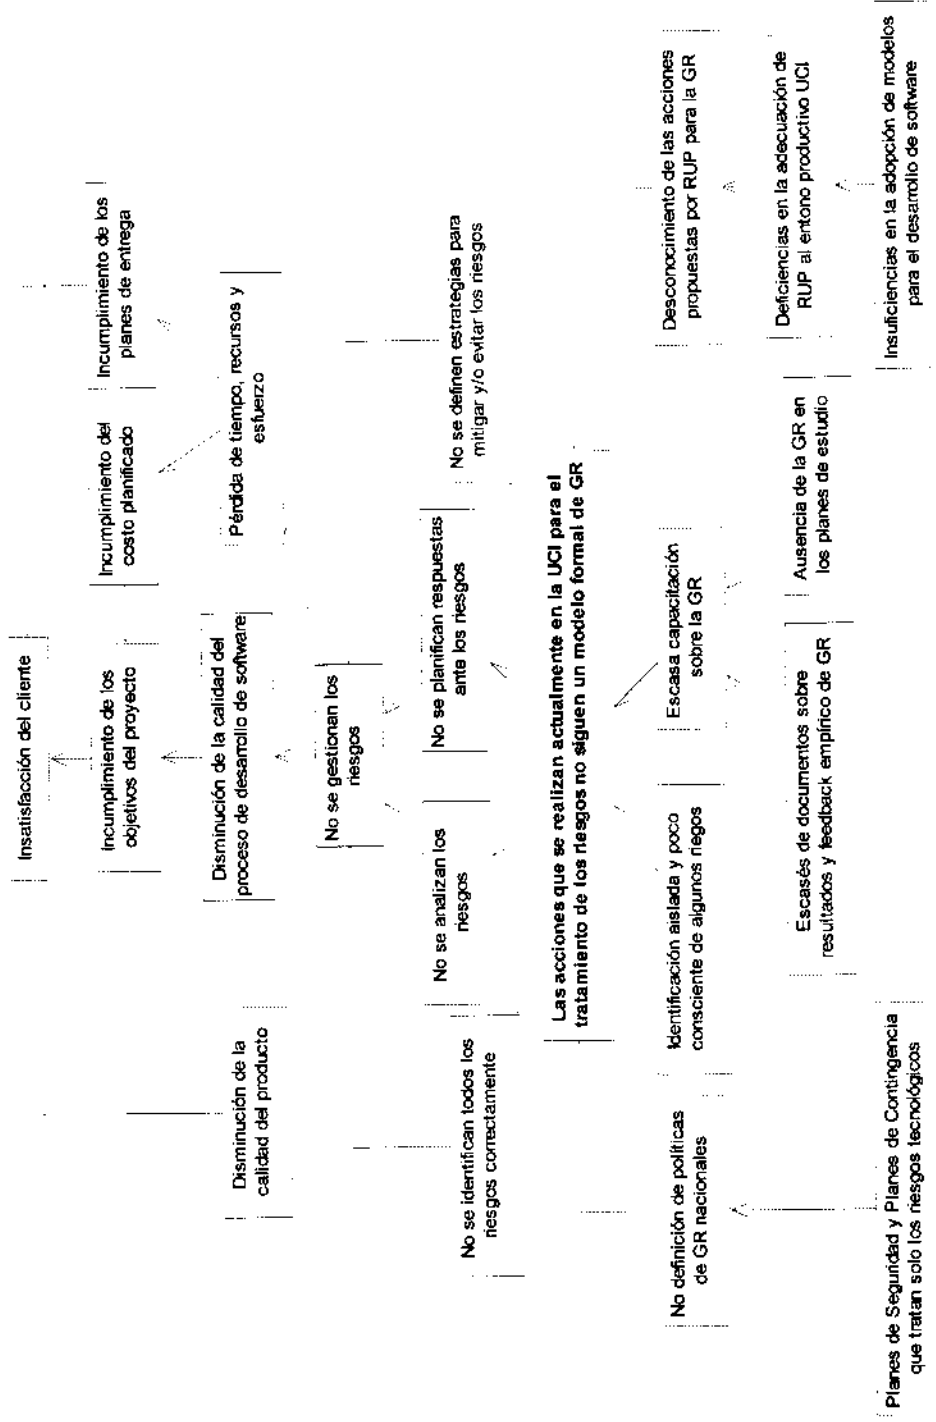 Insatisfacción del cliente
Incumplimiento de los
objetivos del proyecto
Incumplimiento del
costo planificado
Incumplimiento de los
planes de entrega
Disminución de la
calidad del producto
Disminución de la calidad del
proceso de desarrollo de software
Pérdida de tiempo, recursos y
esfuerzo
No se gestionan los
riesgos
No se identifican todos los
riesgos correctamente
No se analizan los
riesgos
No se planifican respuestas
ante los riesgos
No se definen estrategias para
mitigar y/o evitar los riesgos
Las acciones que se realizan actualmente en la UCI para el
tratamiento de los riesgos no siguen un modelo formal de GR
No definición de políticas
de GR nacionales
Identificación aislada y poco
consciente de algunos riegos
Escasa capacitación
sobre la GR
Desconocimiento de las acciones
propuestas por RUP para la GR
Escasés de documentos sobre
resultados y feedback empírico de GR
Ausencia de la GR en
los planes de estudio
Deficiencias en la adecuación de
RUP al entono productivo UCI
Planes de Seguridad y Planes de Contingencia
que tratan solo los riesgos tecnológicos
Insuficiencias en la adopción de modelos
para el desarrollo de software